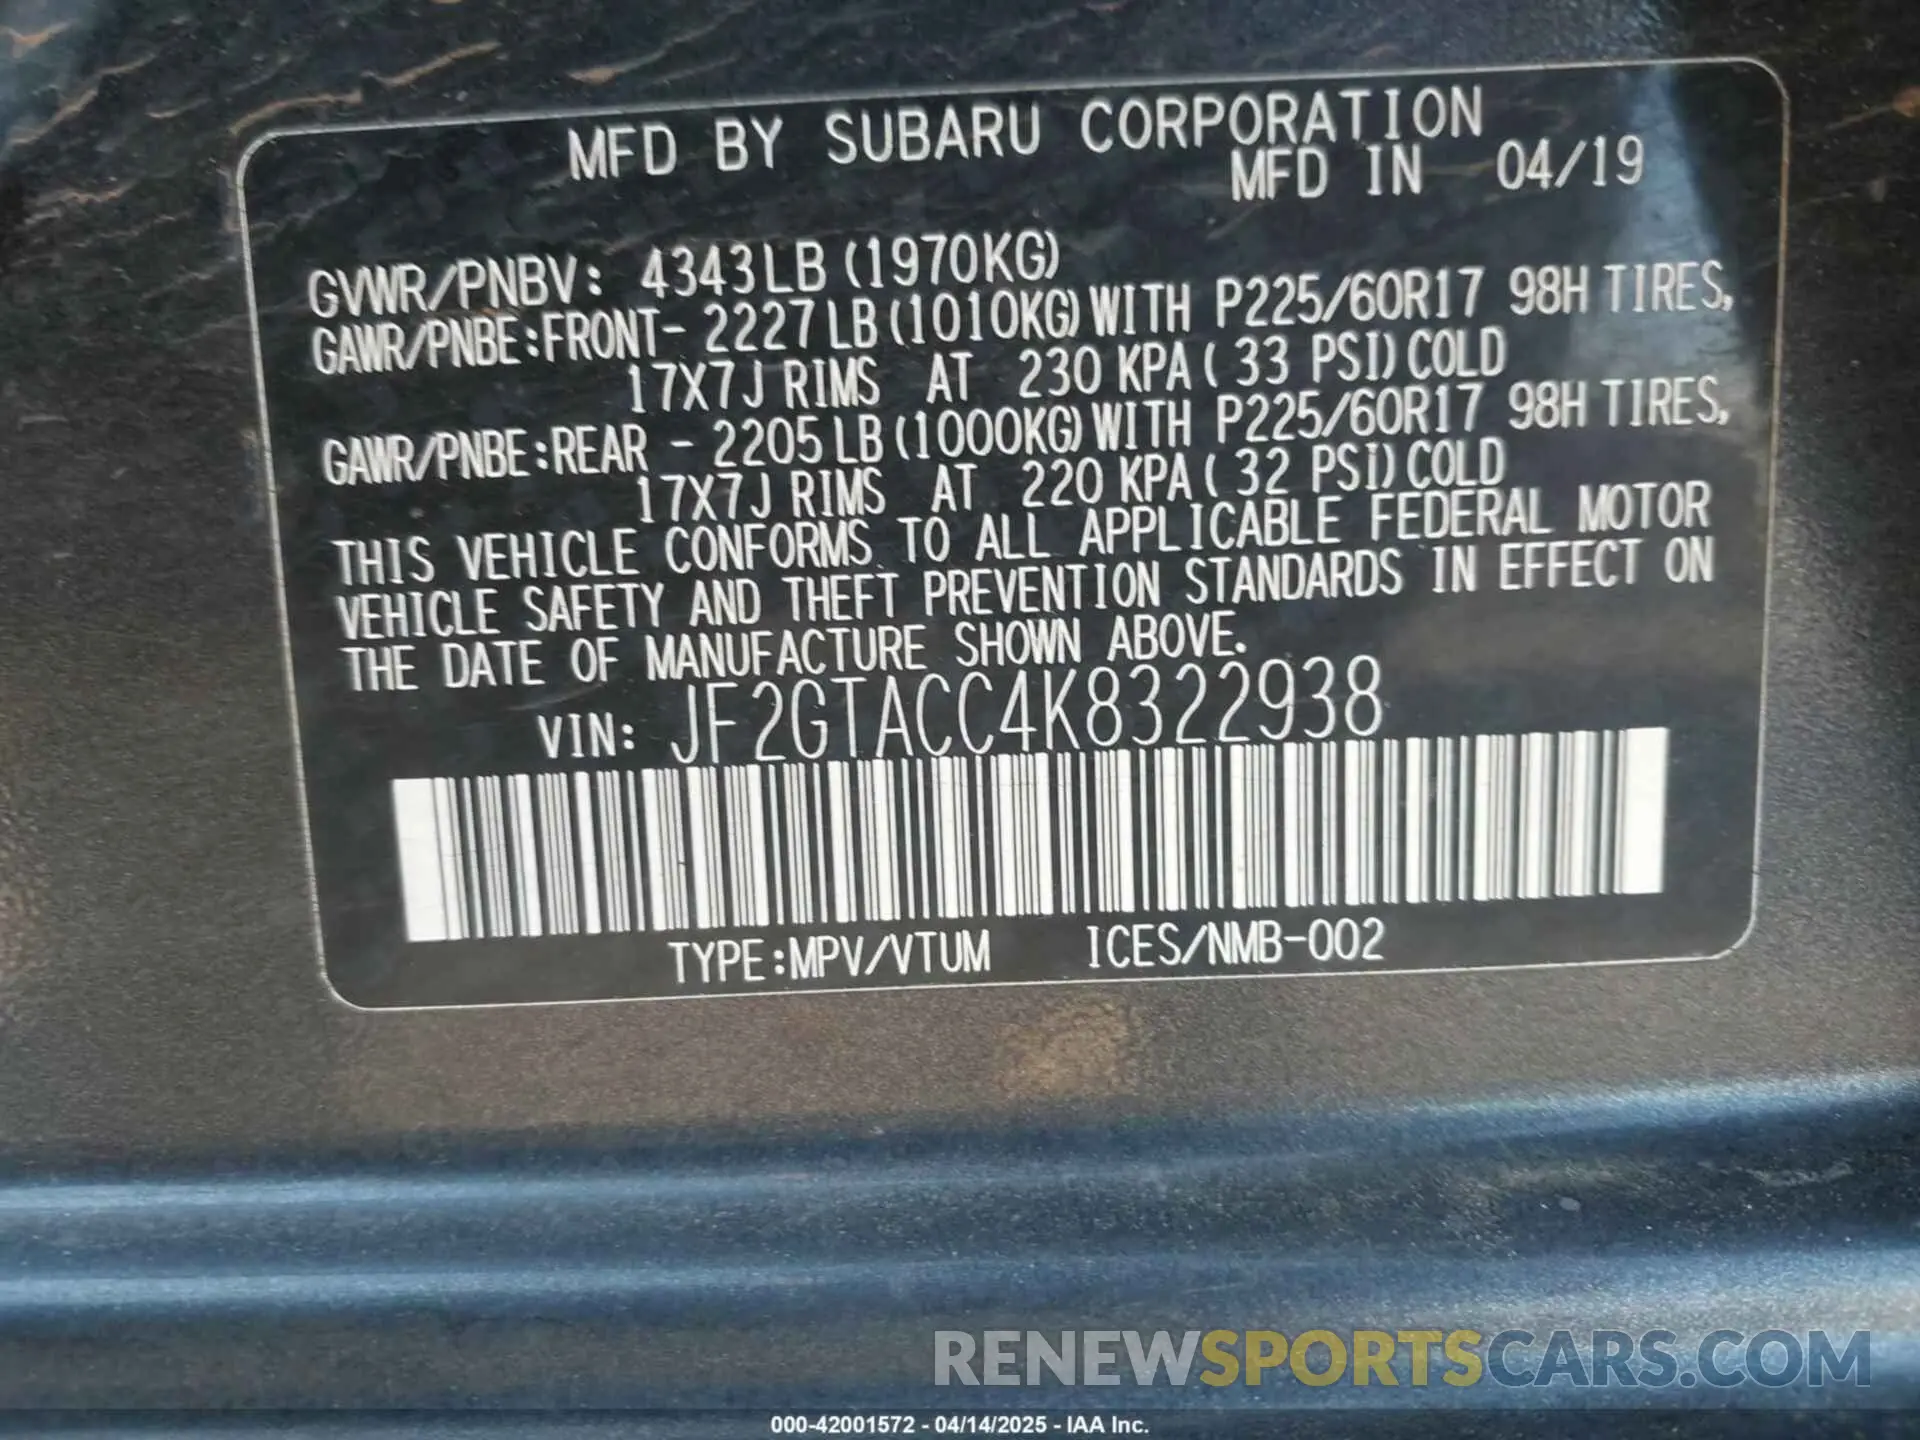 MFD BY SUBARU CORPORATION
MFD IN 04/19
GVWR/PNBV: 4343LB (1970KG)
GAWR/PNBE:FRONT- 2227LB (1010KG) WITH P225/60R17 98H TIRES,
17X7J RIMS AT 230 KPA ( 33 PSI) COLD
GAWR/PNBE:REAR - 2205LB (1000KG) WITH P225/60R17 98H TIRES,
17X7J RIMS AT 220 KPA ( 32 PSI) COLD
THIS VEHICLE CONFORMS TO ALL APPLICABLE FEDERAL MOTOR
VEHICLE SAFETY AND THEFT PREVENTION STANDARDS IN EFFECT ON
THE DATE OF MANUFACTURE SHOWN ABOVE.
VIN: JF2GTACC4K8322938
TYPE:MPV/VTUM ICES/NMB-002
RENEWSPORTSCARS.COM
000-42001572 - 04/14/2025 - IAA Inc.